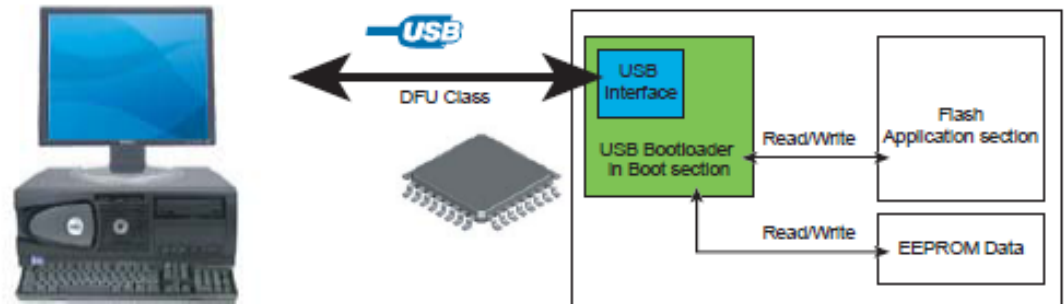 USB
DFU Class
USB
Interface
USB Bootloader
in Boot section
Read/Write
Flash
Application section
Read/Write
EEPROM Data